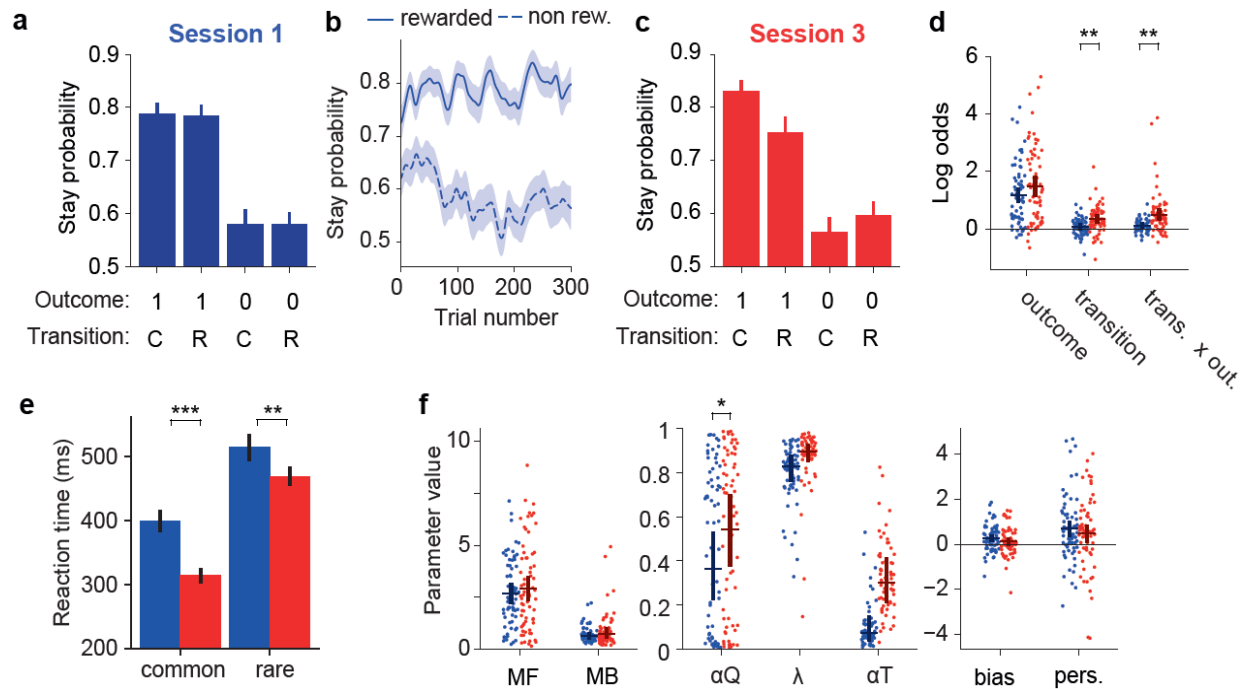 a
Session 1
Stay probability
0.9
0.8
0.7
0.6
0.5
Outcome: 1 1 0 0
Transition: C R C R
b
rewarded non rew.
Stay probability
0.8
0.7
0.6
0.5
0 100 200 300
Trial number
c
Session 3
Stay probability
0.9
0.8
0.7
0.6
0.5
Outcome: 1 1 0 0
Transition: C R C R
d
** **
Log odds
6
4
2
0
outcome
transition
trans. x out.
e
*** **
Reaction time (ms)
500
400
300
200
common rare
f
Parameter value
10
5
0
MF MB
*
1
0.8
0.6
0.4
0.2
0
αQ λ αT
4
2
0
−2
−4
bias pers.